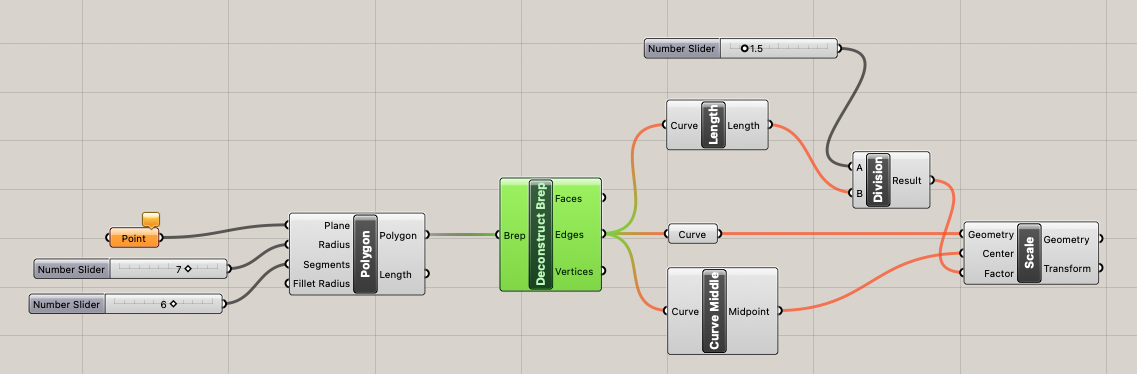 Number Slider 1.5
Curve Length Length
A Division Result
B
Faces
Point
Plane
Radius Polygon Polygon
Segments Length
Fillet Radius
Number Slider 7
Number Slider 6
Brep Deconstruct Brep Edges
Vertices
Curve
Curve Curve Middle Midpoint
Geometry Scale Geometry
Center Transform
Factor